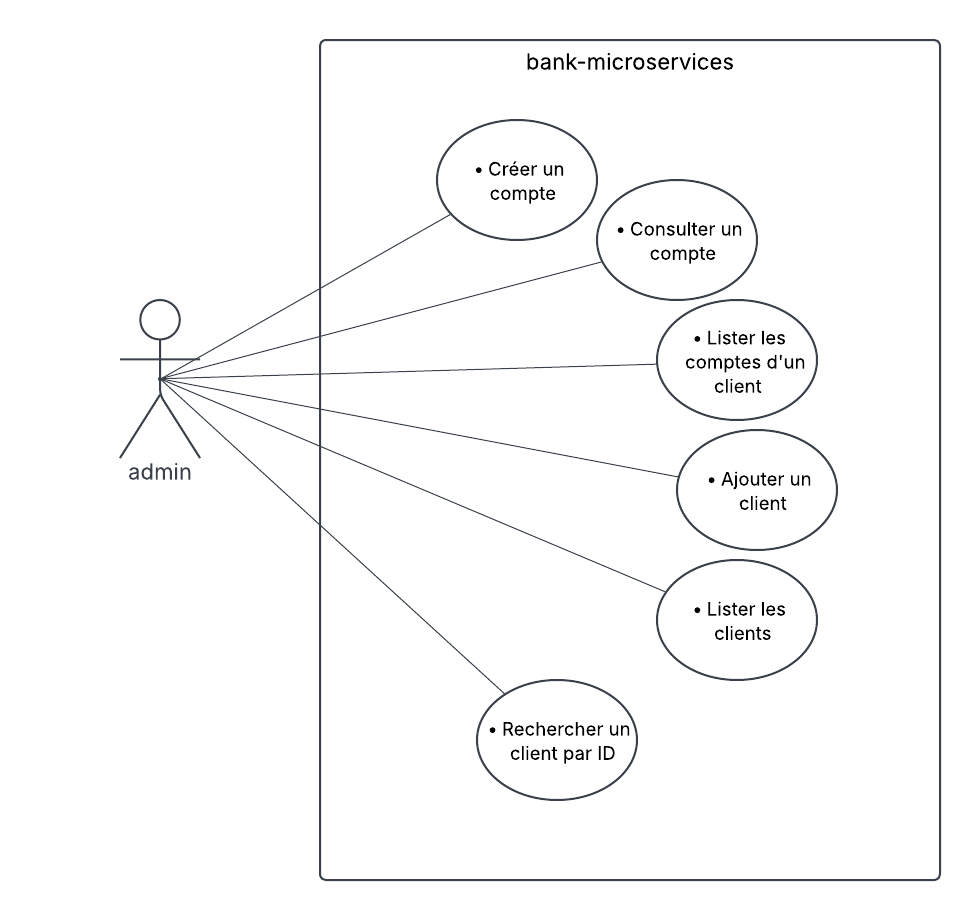 bank-microservices
• Créer un
compte
• Consulter un
compte
• Lister les
comptes d'un
client
admin
• Ajouter un
client
• Lister les
clients
• Rechercher un
client par ID